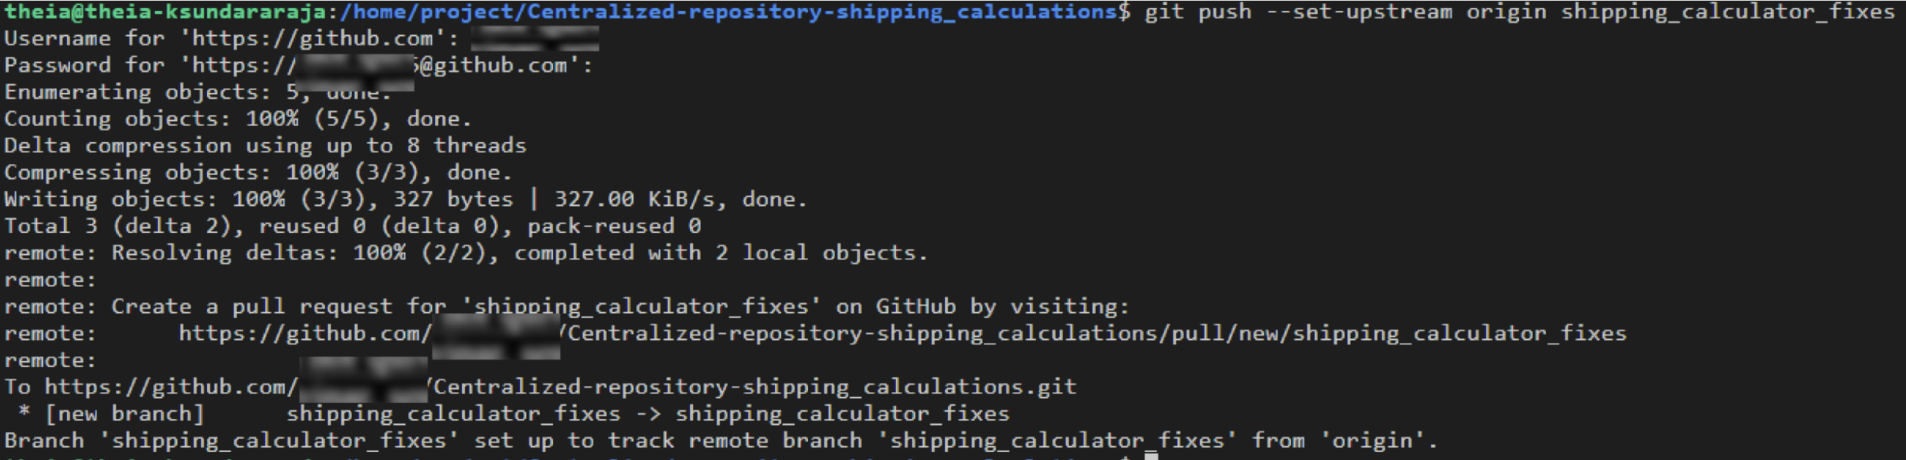 theia@theia-ksundararaja:/home/project/Centralized-repository-shipping_calculations$ git push --set-upstream origin shipping_calculator_fixes
Username for 'https://github.com':
Password for 'https://5@github.com':
Enumerating objects: 5, done.
Counting objects: 100% (5/5), done.
Delta compression using up to 8 threads
Compressing objects: 100% (3/3), done.
Writing objects: 100% (3/3), 327 bytes | 327.00 KiB/s, done.
Total 3 (delta 2), reused 0 (delta 0), pack-reused 0
remote: Resolving deltas: 100% (2/2), completed with 2 local objects.
remote:
remote: Create a pull request for 'shipping_calculator_fixes' on GitHub by visiting:
remote:      https://github.com/ /Centralized-repository-shipping_calculations/pull/new/shipping_calculator_fixes
remote:
To https://github.com/ /Centralized-repository-shipping_calculations.git
 * [new branch]      shipping_calculator_fixes -> shipping_calculator_fixes
Branch 'shipping_calculator_fixes' set up to track remote branch 'shipping_calculator_fixes' from 'origin'.